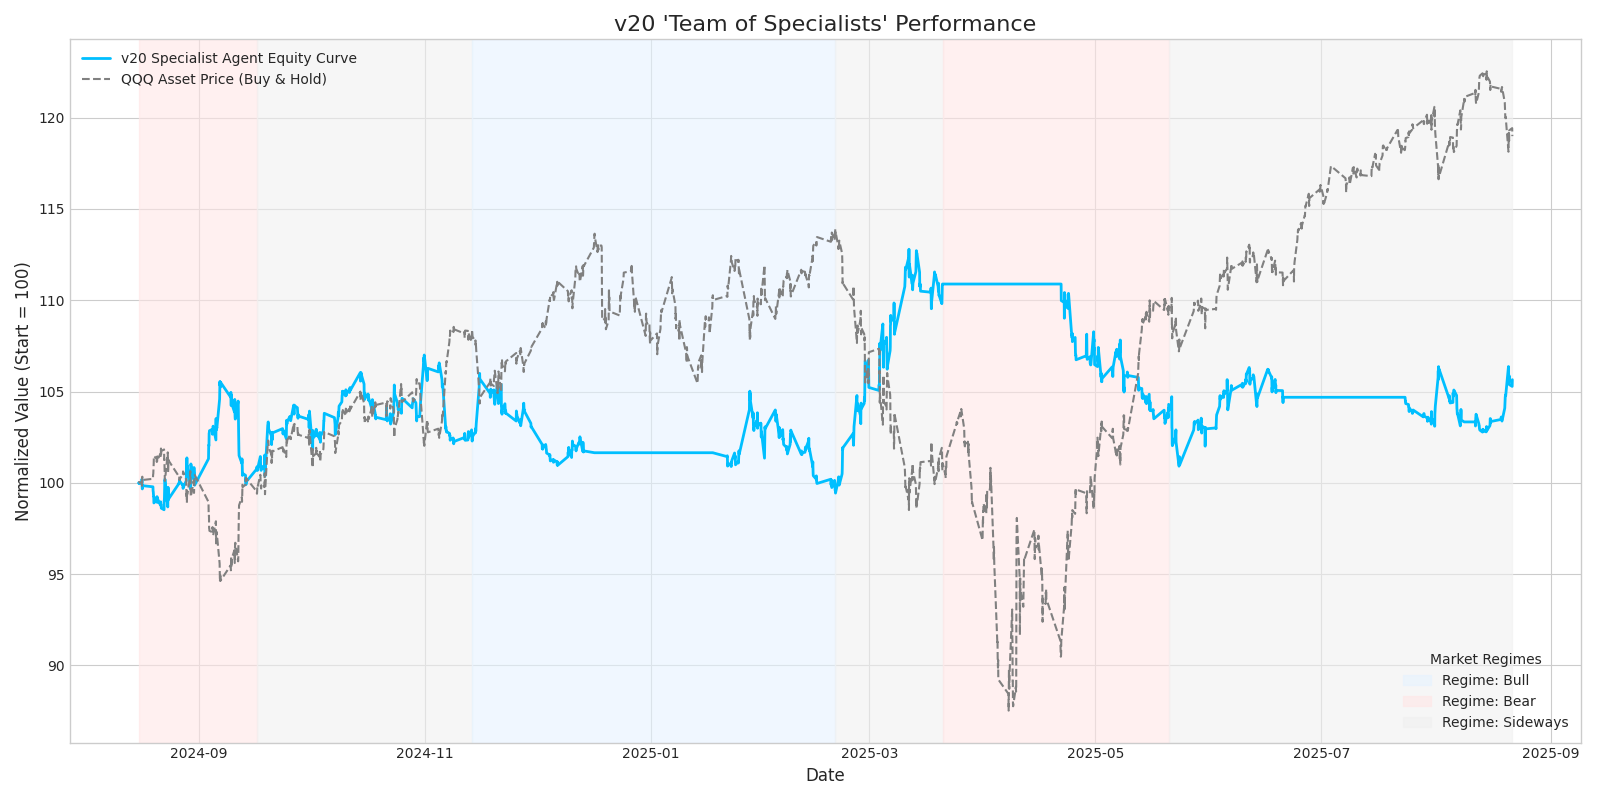 v20 'Team of Specialists' Performance
v20 Specialist Agent Equity Curve
QQQ Asset Price (Buy & Hold)
Normalized Value (Start = 100)
120
115
110
105
100
95
90
Market Regimes
Regime: Bull
Regime: Bear
Regime: Sideways
2024-09
2024-11
2025-01
2025-03
2025-05
2025-07
2025-09
Date